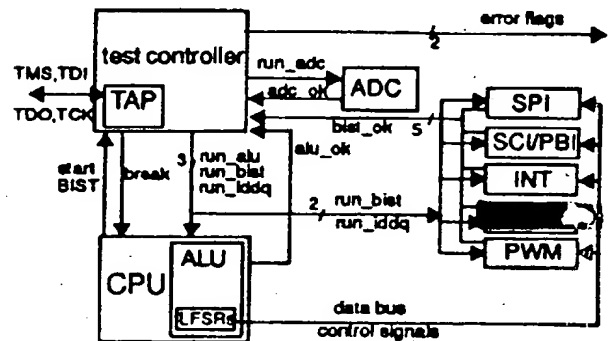 error flags
2
test controller
run_adc
TMS,TDI
TAP
adc_ok
ADC
TDO,TCK
SPI
bist_ok
5
SCI/PBI
start
BIST
break
3
run_alu
run_bist
run_iddq
alu_ok
INT
2
run_bist
run_iddq
CPU
ALU
PWM
LFSRs
data bus
control signals